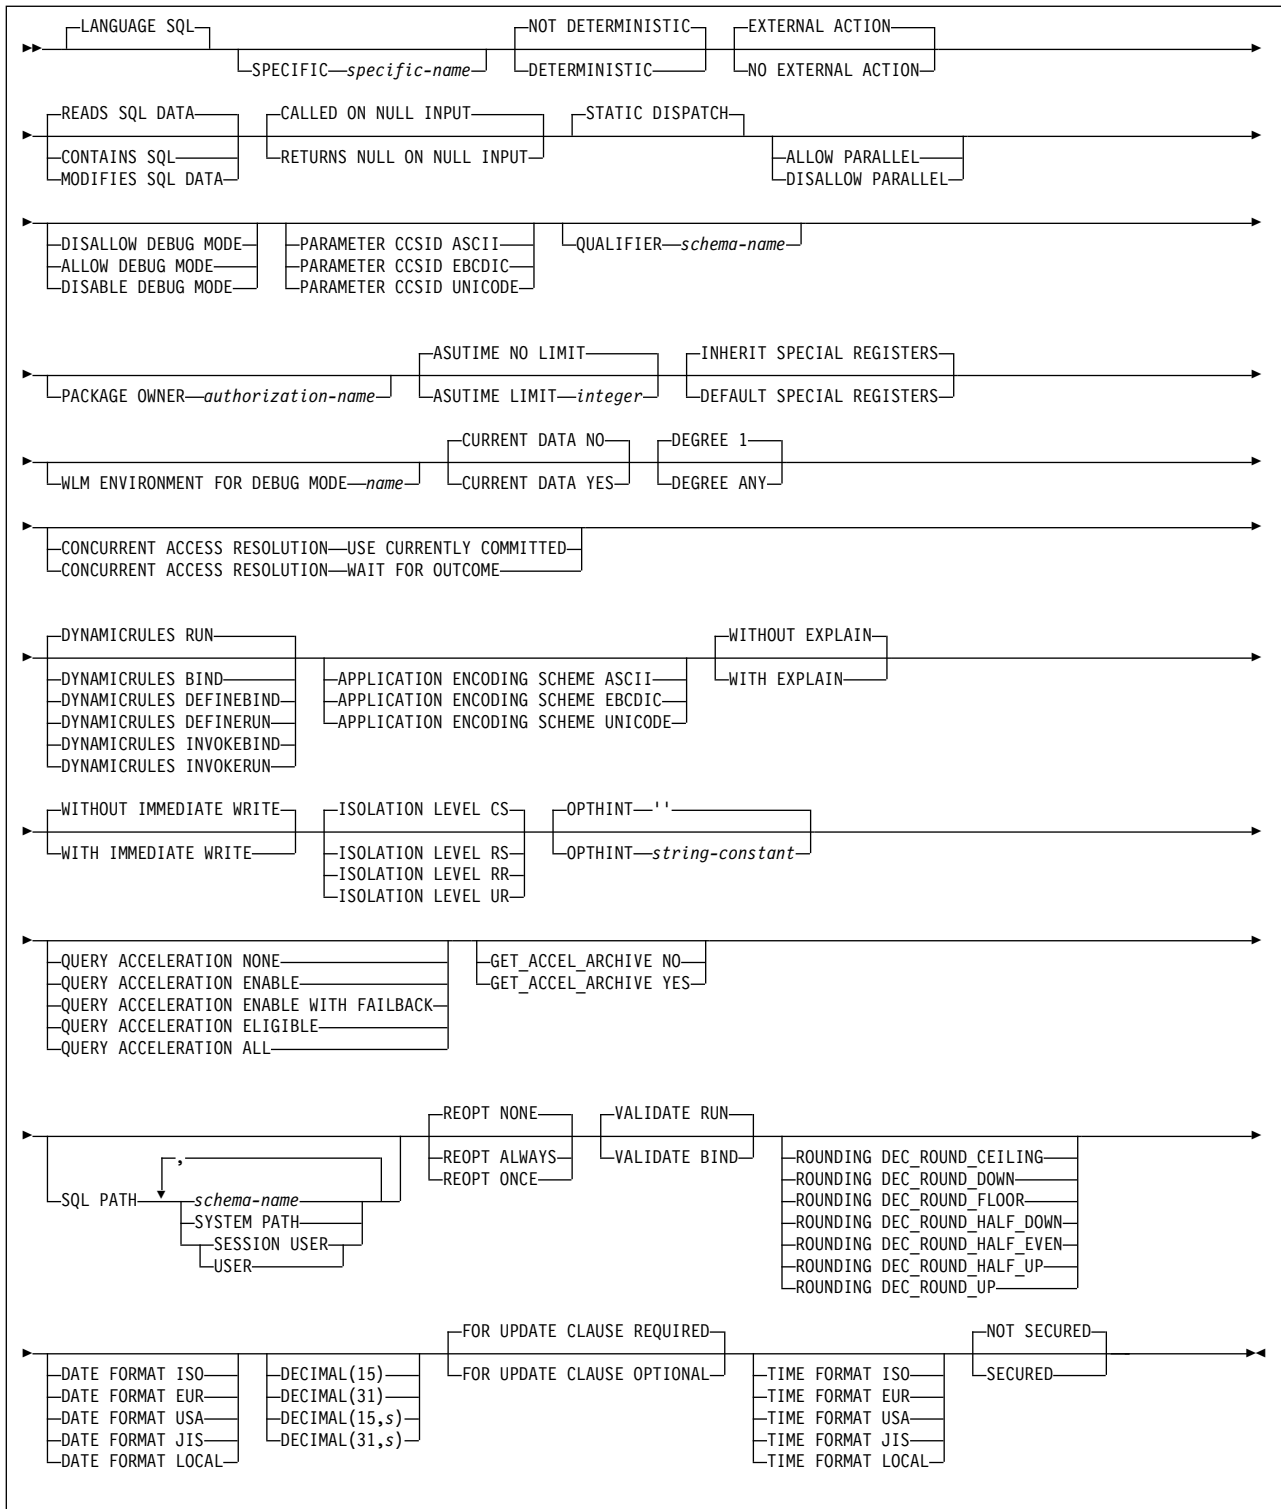 LANGUAGE SQL NOT DETERMINISTIC EXTERNAL ACTION
SPECIFIC specific-name DETERMINISTIC NO EXTERNAL ACTION
READS SQL DATA CALLED ON NULL INPUT STATIC DISPATCH
CONTAINS SQL RETURNS NULL ON NULL INPUT ALLOW PARALLEL
MODIFIES SQL DATA DISALLOW PARALLEL
DISALLOW DEBUG MODE PARAMETER CCSID ASCII QUALIFIER schema-name
ALLOW DEBUG MODE PARAMETER CCSID EBCDIC
DISABLE DEBUG MODE PARAMETER CCSID UNICODE
ASUTIME NO LIMIT INHERIT SPECIAL REGISTERS
PACKAGE OWNER authorization-name ASUTIME LIMIT integer DEFAULT SPECIAL REGISTERS
CURRENT DATA NO DEGREE 1
WLM ENVIRONMENT FOR DEBUG MODE name CURRENT DATA YES DEGREE ANY
CONCURRENT ACCESS RESOLUTION USE CURRENTLY COMMITTED
CONCURRENT ACCESS RESOLUTION WAIT FOR OUTCOME
DYNAMICRULES RUN WITHOUT EXPLAIN
DYNAMICRULES BIND APPLICATION ENCODING SCHEME ASCII WITH EXPLAIN
DYNAMICRULES DEFINEBIND APPLICATION ENCODING SCHEME EBCDIC
DYNAMICRULES DEFINERUN APPLICATION ENCODING SCHEME UNICODE
DYNAMICRULES INVOKEBIND
DYNAMICRULES INVOKERUN
WITHOUT IMMEDIATE WRITE ISOLATION LEVEL CS OPTHINT ''
WITH IMMEDIATE WRITE ISOLATION LEVEL RS OPTHINT string-constant
ISOLATION LEVEL RR
ISOLATION LEVEL UR
QUERY ACCELERATION NONE GET_ACCEL_ARCHIVE NO
QUERY ACCELERATION ENABLE GET_ACCEL_ARCHIVE YES
QUERY ACCELERATION ENABLE WITH FAILBACK
QUERY ACCELERATION ELIGIBLE
QUERY ACCELERATION ALL
REOPT NONE VALIDATE RUN
, REOPT ALWAYS VALIDATE BIND ROUNDING DEC_ROUND_CEILING
REOPT ONCE ROUNDING DEC_ROUND_DOWN
SQL PATH schema-name ROUNDING DEC_ROUND_FLOOR
SYSTEM PATH ROUNDING DEC_ROUND_HALF_DOWN
SESSION USER ROUNDING DEC_ROUND_HALF_EVEN
USER ROUNDING DEC_ROUND_HALF_UP
ROUNDING DEC_ROUND_UP
FOR UPDATE CLAUSE REQUIRED NOT SECURED
DATE FORMAT ISO DECIMAL(15) FOR UPDATE CLAUSE OPTIONAL TIME FORMAT ISO SECURED
DATE FORMAT EUR DECIMAL(31) TIME FORMAT EUR
DATE FORMAT USA DECIMAL(15,s) TIME FORMAT USA
DATE FORMAT JIS DECIMAL(31,s) TIME FORMAT JIS
DATE FORMAT LOCAL TIME FORMAT LOCAL